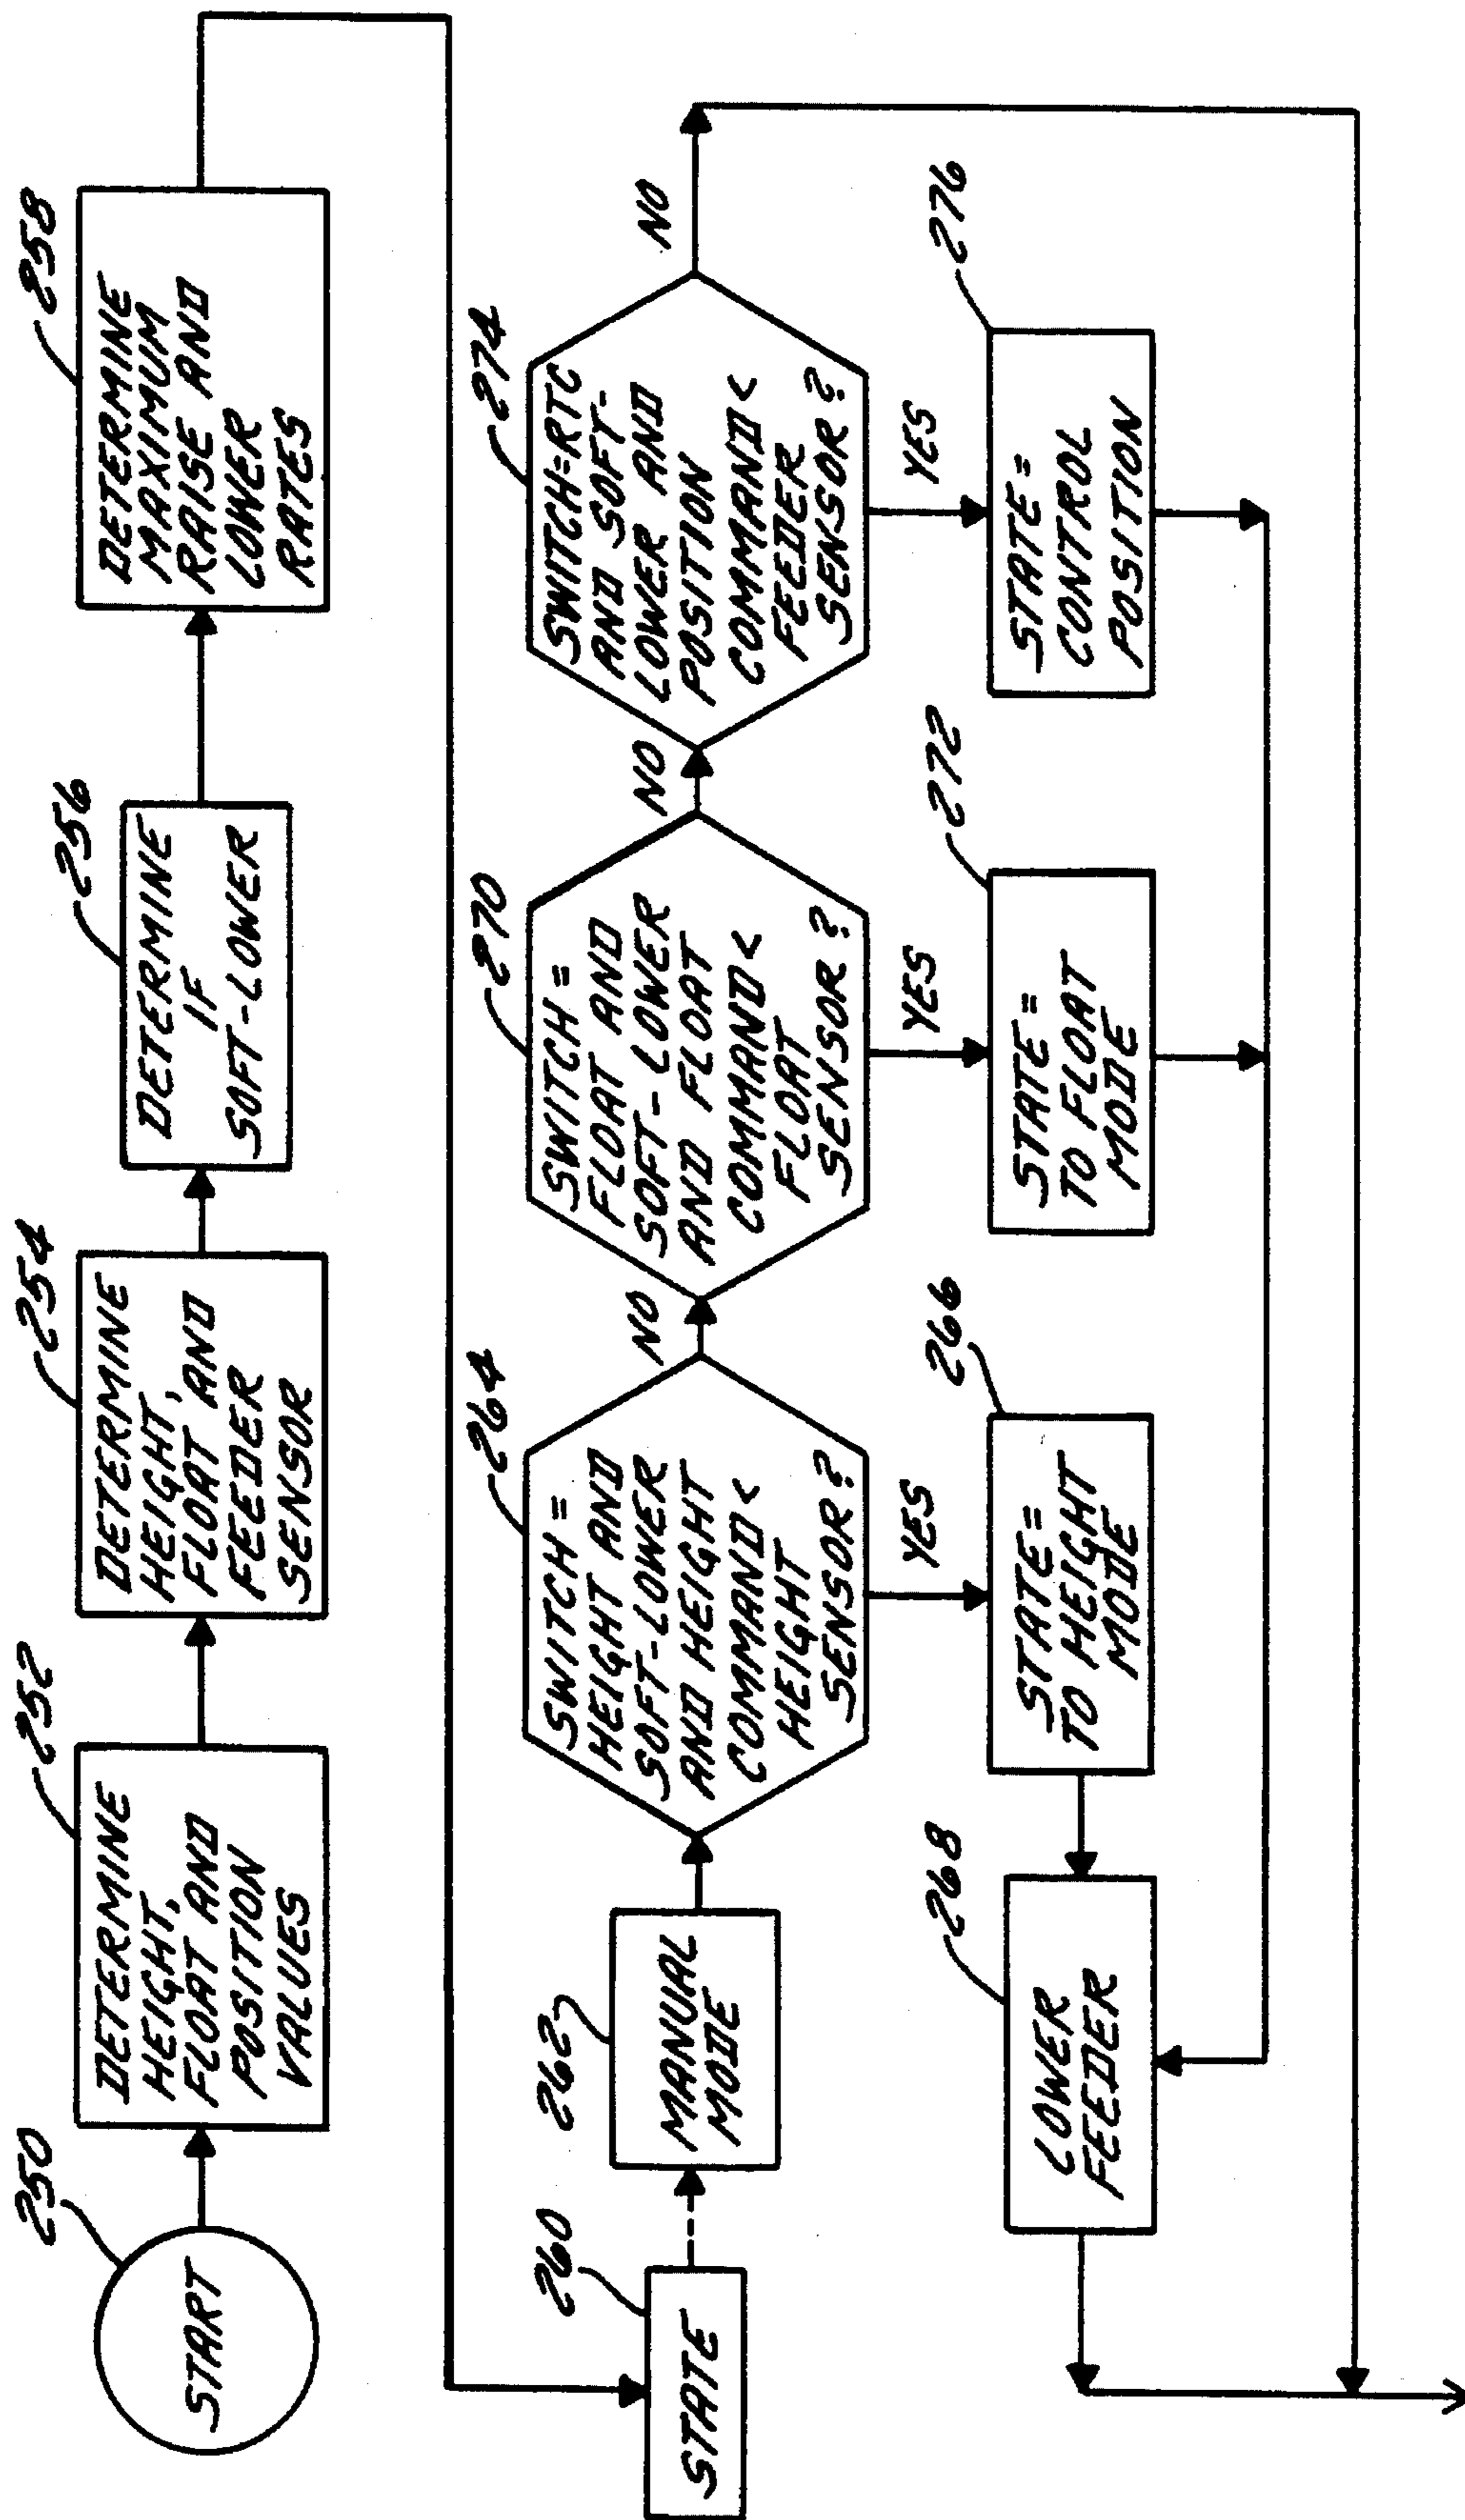 250
START
252
DETERMINE
HEIGHT,
FLOAT AND
POSITION
VALUES
254
DETERMINE
HEIGHT,
FLOAT AND
FEEDER
SENSOR
256
DETERMINE
IF
SOFT-LOWER
258
DETERMINE
MAXIMUM
RAISE AND
LOWER
RATES
260
STATE
262
MANUAL
MODE
264
SWITCH =
HEIGHT AND
SOFT-LOWER
AND HEIGHT
COMMAND <
HEIGHT
SENSOR?
NO
YES
270
SWITCH =
FLOAT AND
SOFT-LOWER
AND FLOAT
COMMAND <
FLOAT
SENSOR?
NO
YES
274
SWITCH=RTC
AND SOFT-
LOWER AND
POSITION
COMMAND <
FEEDER
SENSOR?
NO
YES
268
LOWER
FEEDER
266
STATE=
TO HEIGHT
MODE
272
STATE =
TO FLOAT
MODE
276
STATE =
CONTROL
POSITION